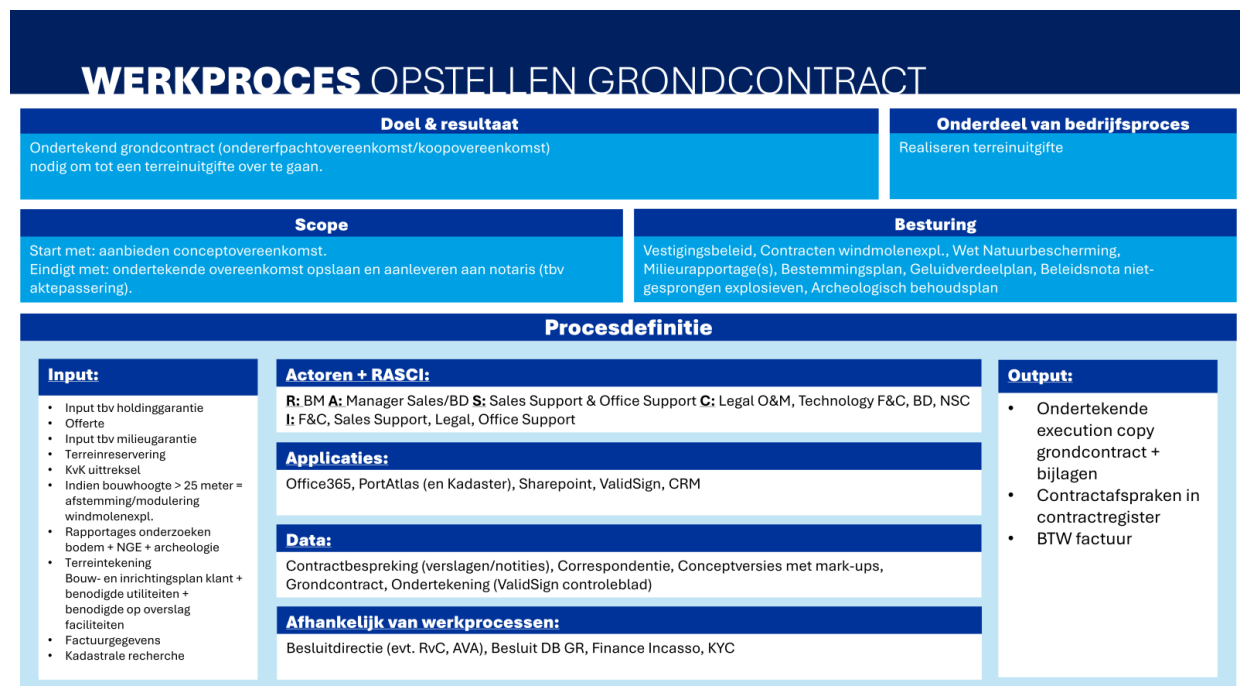 WERKPROCES OPSTELLEN GRONDCONTRACT
Doel & resultaat
Ondertekend grondcontract (ondererfpachtovereenkomst/koopovereenkomst)
nodig om tot een terreinuitgifte over te gaan.
Onderdeel van bedrijfsproces
Realiseren terreinuitgifte
Scope
Start met: aanbieden conceptovereenkomst.
Eindigt met: ondertekende overeenkomst opslaan en aanleveren aan notaris (tbv
aktepassering).
Besturing
Vestigingsbeleid, Contracten windmolenexpl., Wet Natuurbescherming,
Milieurapportage(s), Bestemmingsplan, Geluidverdeelplan, Beleidsnota niet-
gesprongen explosieven, Archeologisch behoudsplan
Procesdefinitie
Input:
• Input tbv holdinggarantie
• Offerte
• Input tbv milieugarantie
• Terreinreservering
• KvK uittreksel
• Indien bouwhoogte > 25 meter =
afstemming/modulering
windmolenexpl.
• Rapportages onderzoeken
bodem + NGE + archeologie
• Terreintekening
Bouw- en inrichtingsplan klant +
benodigde utiliteiten +
benodigde op overslag
faciliteiten
• Factuurgegevens
• Kadastrale recherche
Actoren + RASCI:
R: BM A: Manager Sales/BD S: Sales Support & Office Support C: Legal O&M, Technology F&C, BD, NSC
I: F&C, Sales Support, Legal, Office Support
Applicaties:
Office365, PortAtlas (en Kadaster), Sharepoint, ValidSign, CRM
Data:
Contractbespreking (verslagen/notities), Correspondentie, Conceptversies met mark-ups,
Grondcontract, Ondertekening (ValidSign controleblad)
Afhankelijk van werkprocessen:
Besluitdirectie (evt. RvC, AVA), Besluit DB GR, Finance Incasso, KYC
Output:
• Ondertekende
execution copy
grondcontract +
bijlagen
• Contractafspraken in
contractregister
• BTW factuur